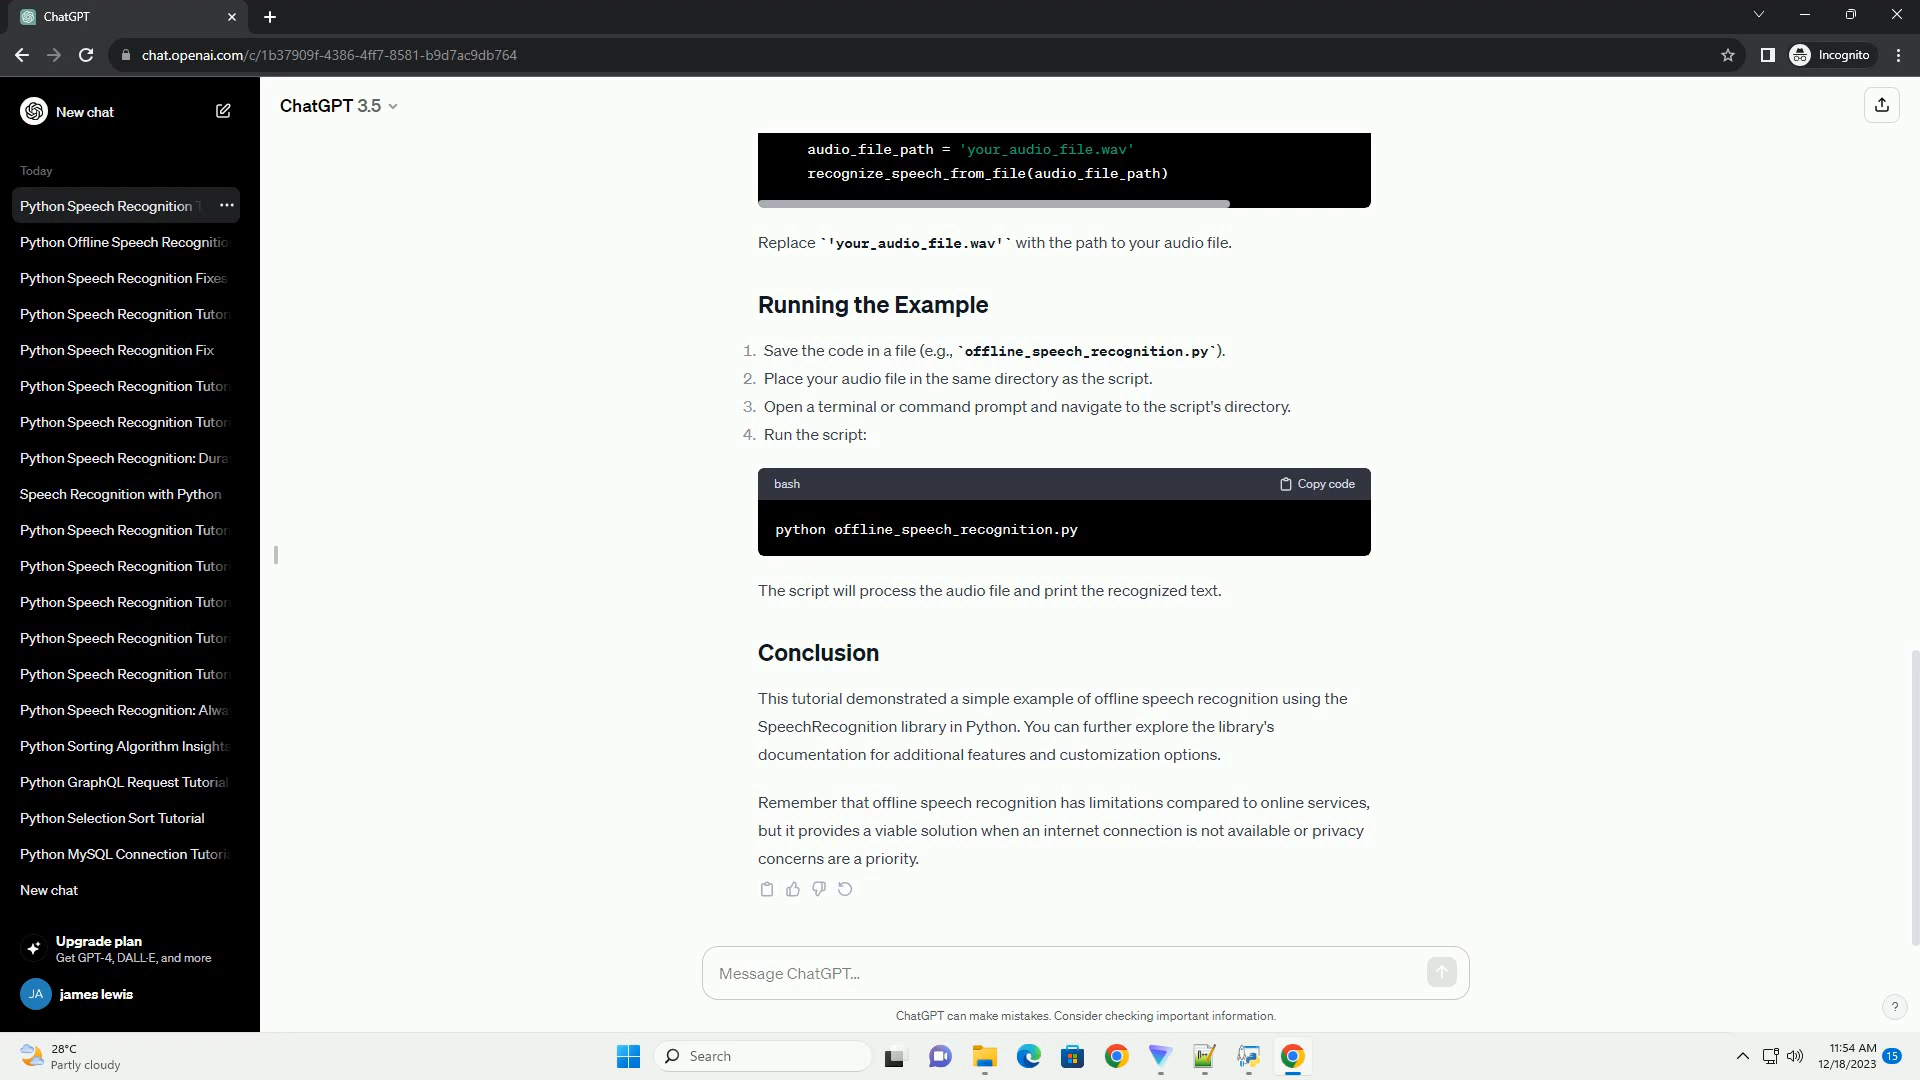 ChatGPT
chat.openai.com/c/1b37909f-4386-4ff7-8581-b9d7ac9db764
Incognito
New chat
Today
Python Speech Recognition T
Python Offline Speech Recognitio
Python Speech Recognition Fixes
Python Speech Recognition Tutor
Python Speech Recognition Fix
Python Speech Recognition Tutor
Python Speech Recognition Tutor
Python Speech Recognition: Dura
Speech Recognition with Python
Python Speech Recognition Tutor
Python Speech Recognition Tutor
Python Speech Recognition Tutor
Python Speech Recognition Tutor
Python Speech Recognition Tutor
Python Speech Recognition: Alwa
Python Sorting Algorithm Insights
Python GraphQL Request Tutorial
Python Selection Sort Tutorial
Python MySQL Connection Tutoria
New chat
Upgrade plan
Get GPT-4, DALL·E, and more
JA james lewis
ChatGPT 3.5
audio_file_path = 'your_audio_file.wav'
recognize_speech_from_file(audio_file_path)
Replace `'your_audio_file.wav'` with the path to your audio file.
Running the Example
1. Save the code in a file (e.g., `offline_speech_recognition.py`).
2. Place your audio file in the same directory as the script.
3. Open a terminal or command prompt and navigate to the script's directory.
4. Run the script:
bash
Copy code
python offline_speech_recognition.py
The script will process the audio file and print the recognized text.
Conclusion
This tutorial demonstrated a simple example of offline speech recognition using the
SpeechRecognition library in Python. You can further explore the library's
documentation for additional features and customization options.
Remember that offline speech recognition has limitations compared to online services,
but it provides a viable solution when an internet connection is not available or privacy
concerns are a priority.
Message ChatGPT...
ChatGPT can make mistakes. Consider checking important information.
?
28°C
Partly cloudy
Search
11:54 AM
12/18/2023
15